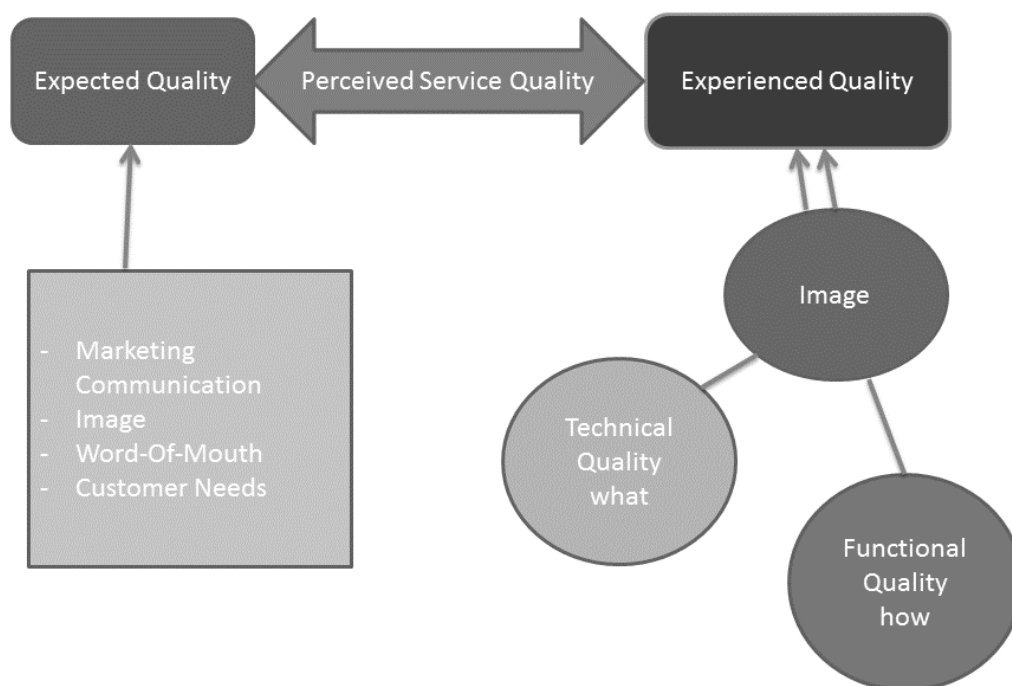 Expected Quality
Perceived Service Quality
Experienced Quality
Image
- Marketing
Communication
- Image
- Word-Of-Mouth
- Customer Needs
Technical
Quality
what
Functional
Quality
how